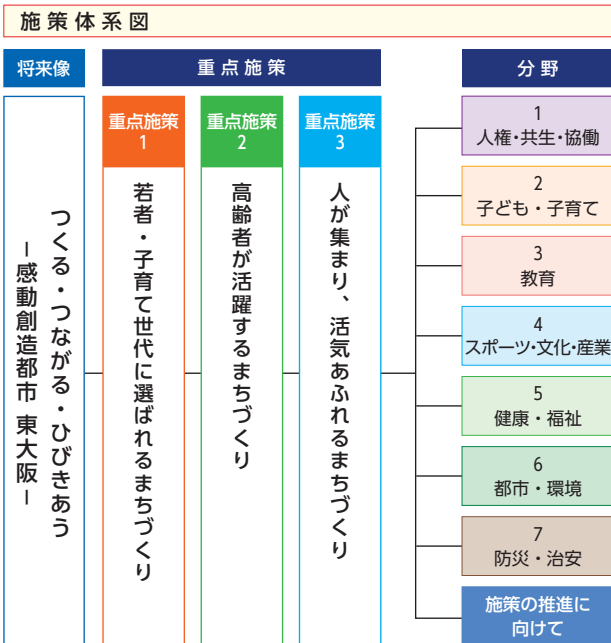 施策体系図
将来像
つくる・つながる・ひびきあう
－感動創造都市 東大阪－
重点施策
重点施策
1
若者・子育て世代に選ばれるまちづくり
重点施策
2
高齢者が活躍するまちづくり
重点施策
3
人が集まり、活気あふれるまちづくり
分野
1
人権・共生・協働
2
子ども・子育て
3
教育
4
スポーツ・文化・産業
5
健康・福祉
6
都市・環境
7
防災・治安
施策の推進に
向けて